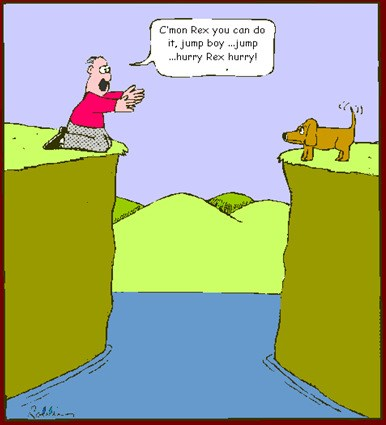 C'mon Rex you can do
it, jump boy ...jump
...hurry Rex hurry!